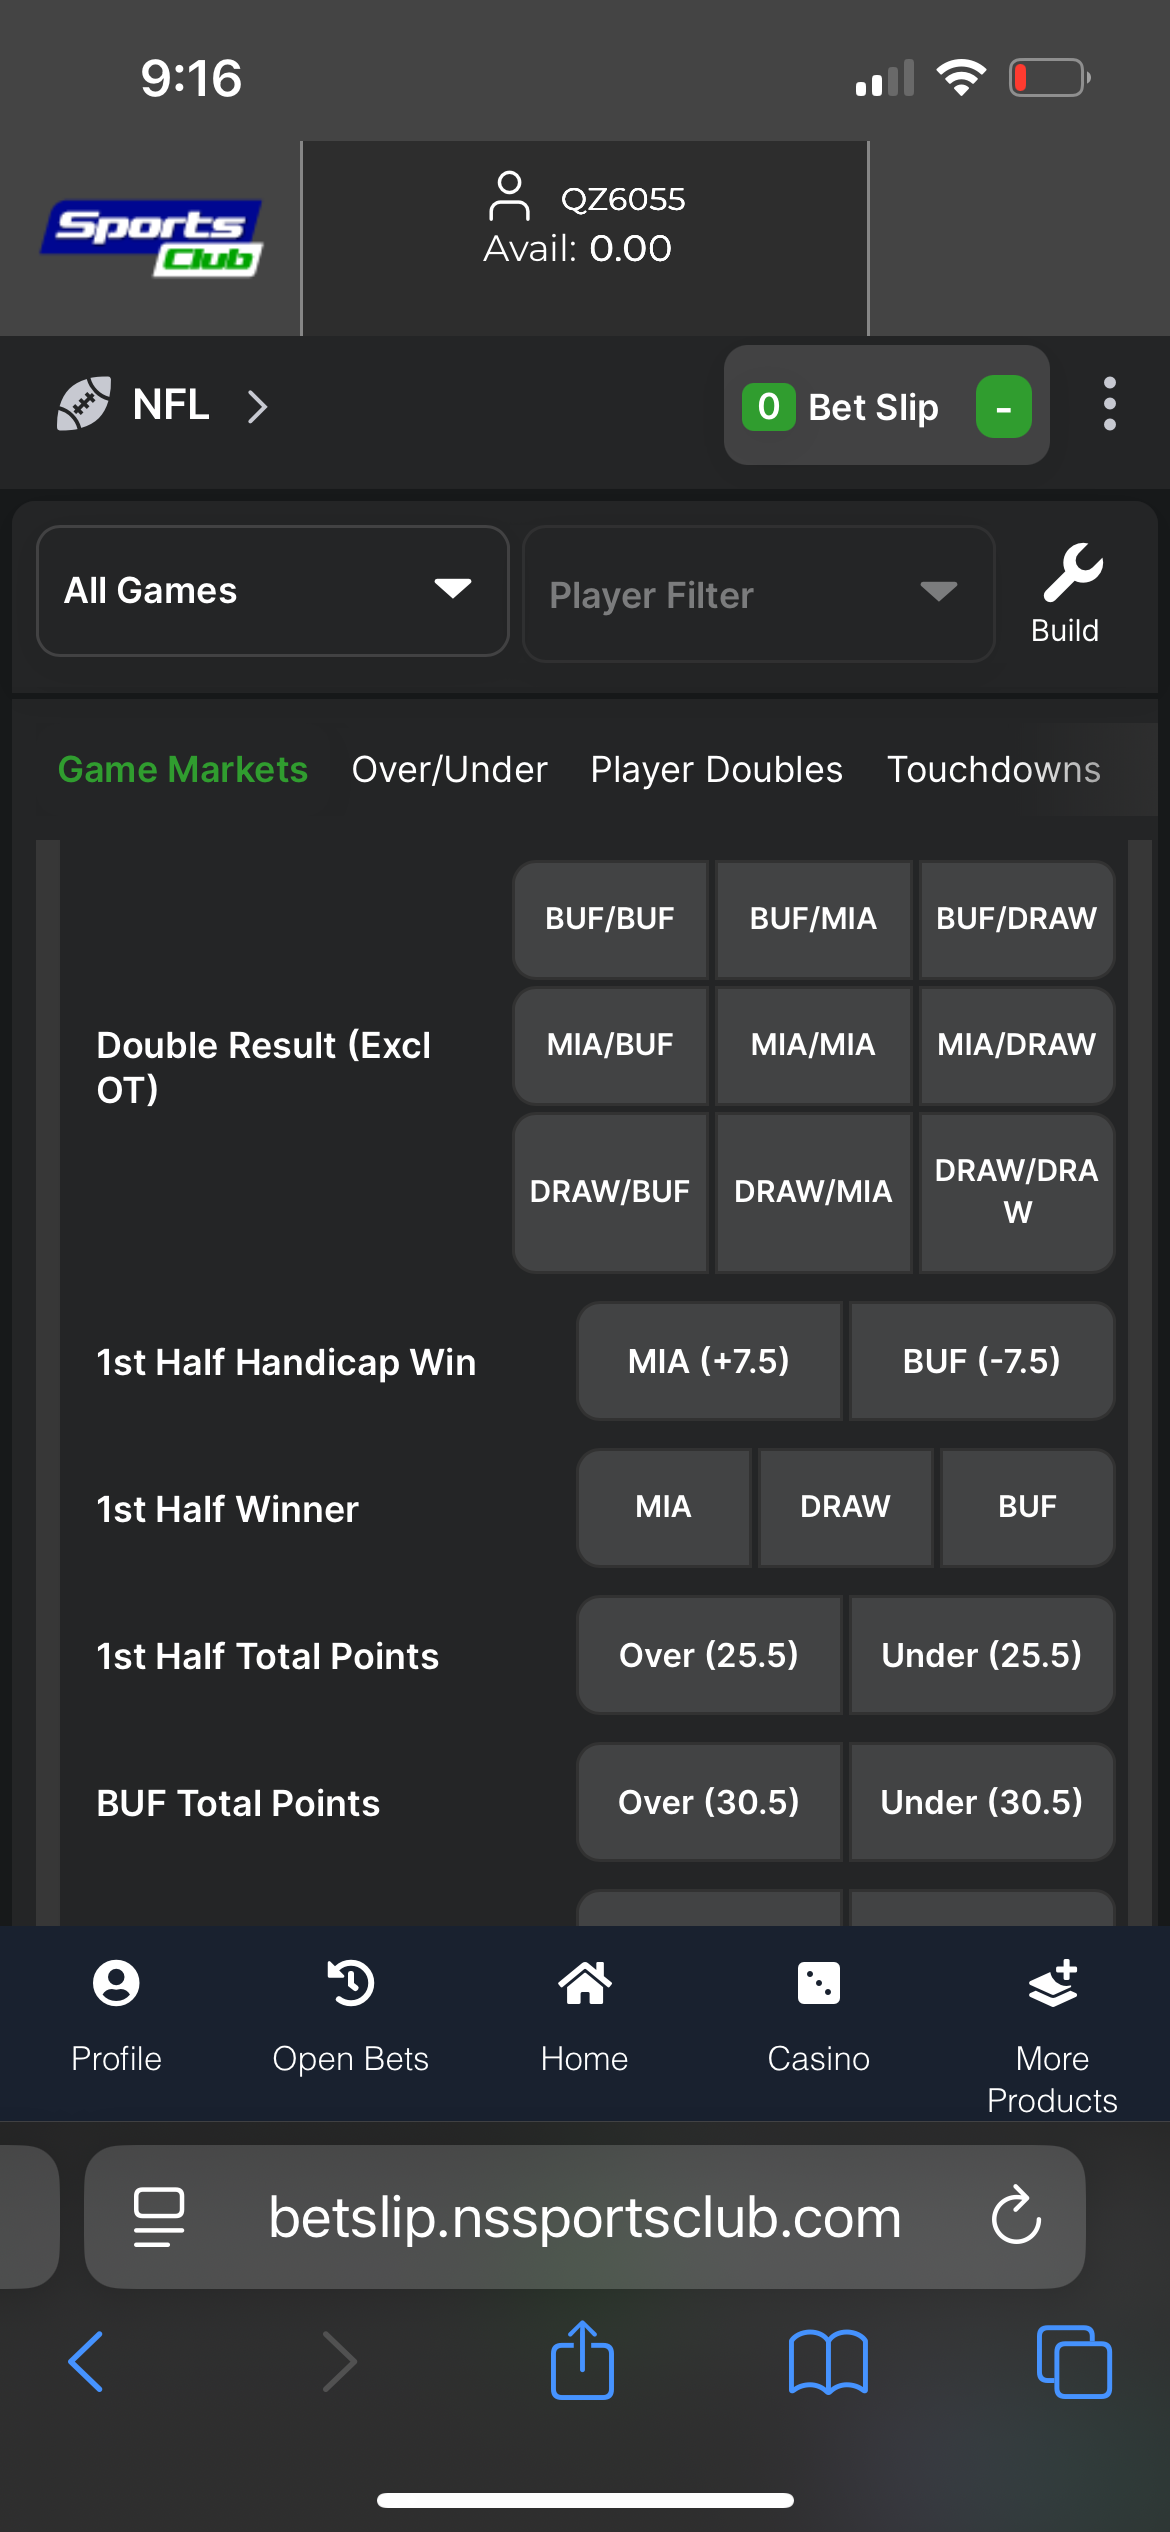 9:16
Sports
Club
QZ6055
Avail: 0.00
NFL
0 Bet Slip -
All Games
Player Filter
Build
Game Markets Over/Under Player Doubles Touchdowns
BUF/BUF BUF/MIA BUF/DRAW
Double Result (Excl
OT)
MIA/BUF MIA/MIA MIA/DRAW
DRAW/BUF DRAW/MIA DRAW/DRA
W
1st Half Handicap Win MIA (+7.5) BUF (-7.5)
1st Half Winner MIA DRAW BUF
1st Half Total Points Over (25.5) Under (25.5)
BUF Total Points Over (30.5) Under (30.5)
Profile Open Bets Home Casino More
Products
betslip.nssportsclub.com